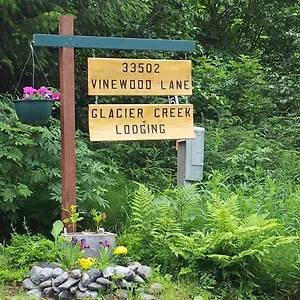 33502
VINEWOOD LANE
GLACIER CREEK
LODGING